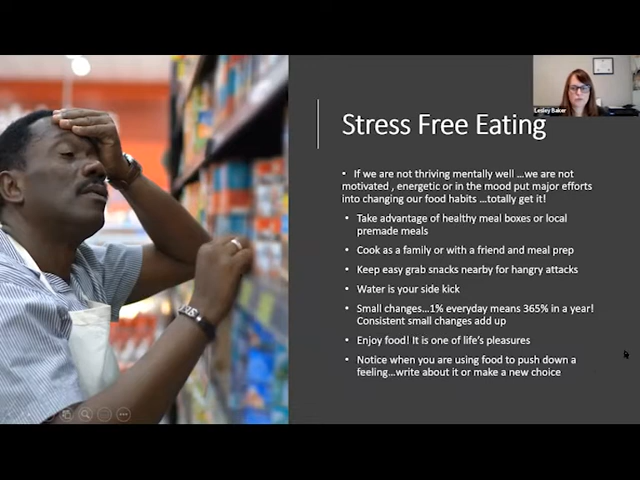 Lesley Baker
Stress Free Eating
• If we are not thriving mentally well ...we are not
motivated , energetic or in the mood put major efforts
into changing our food habits ...totally get it!
• Take advantage of healthy meal boxes or local
premade meals
• Cook as a family or with a friend and meal prep
• Keep easy grab snacks nearby for hangry attacks
• Water is your side kick
• Small changes...1% everyday means 365% in a year!
Consistent small changes add up
• Enjoy food! It is one of life's pleasures
• Notice when you are using food to push down a
feeling...write about it or make a new choice